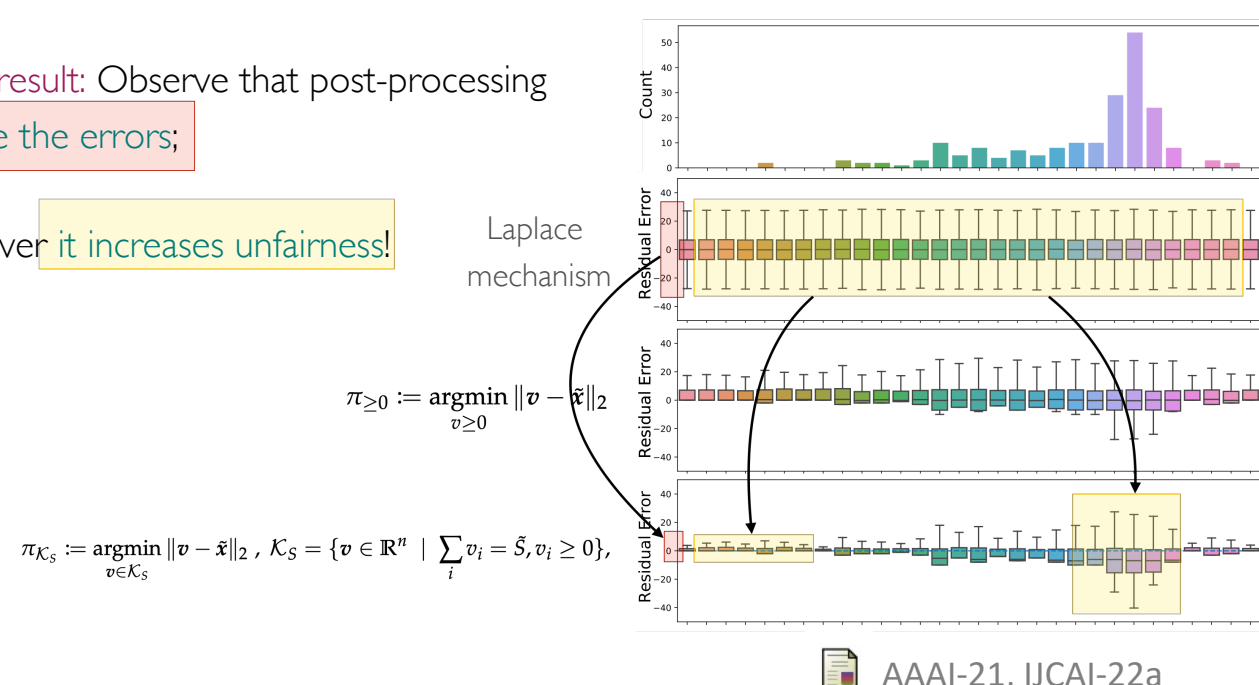 result: Observe that post-processing
e the errors;
ver it increases unfairness!
Laplace
mechanism
π≥0 := argmin ‖v − x̃‖2
v≥0
π𝒦S := argmin ‖v − x̃‖2 , 𝒦S = {v ∈ ℝⁿ | ∑ vi = S̃, vi ≥ 0},
v∈𝒦S
i
Count
50
40
30
20
10
0
Residual Error
40
20
0
−20
−40
Residual Error
40
20
0
−20
−40
Residual Error
40
20
0
−20
−40
AAAI-21, IJCAI-22a